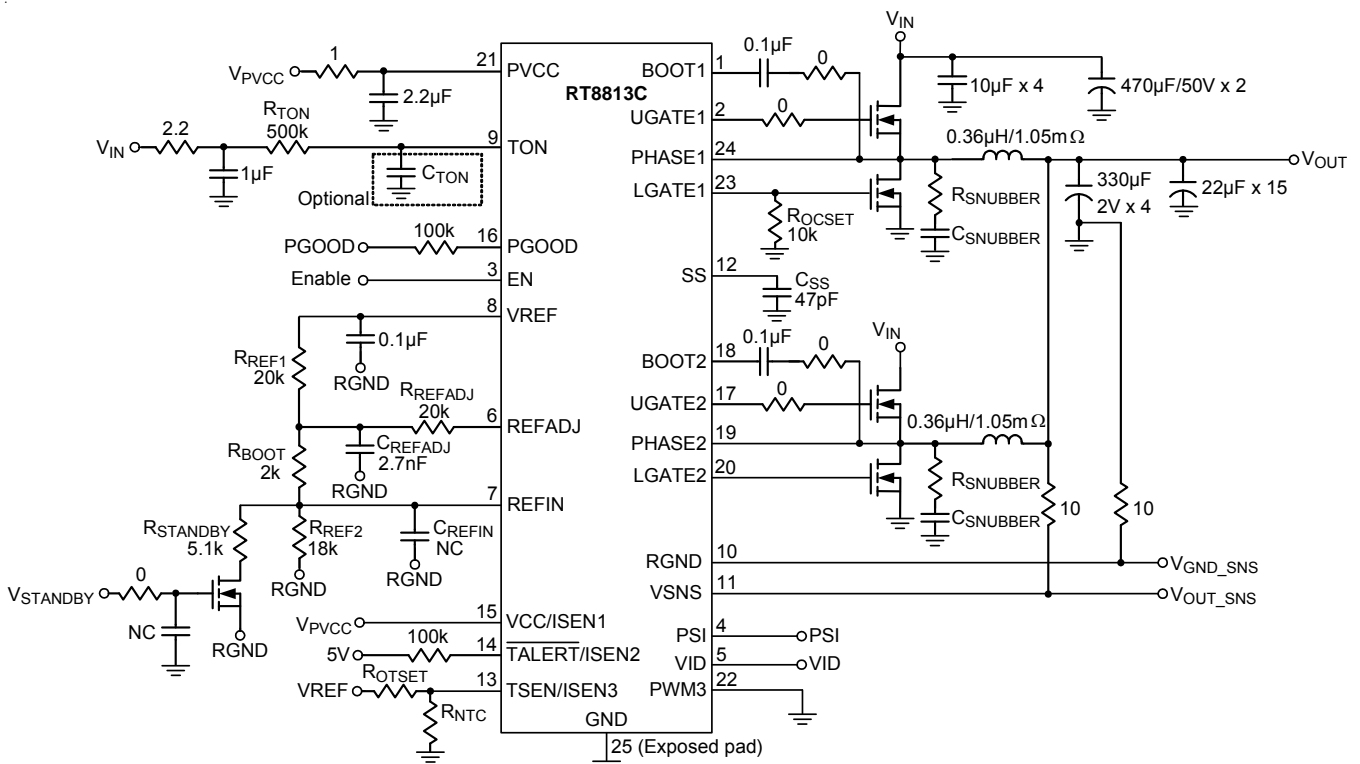 RT8813C
V_PVCC
1
21
PVCC
2.2µF
R_TON
500k
V_IN
2.2
1µF
9
TON
C_TON
Optional
100k
PGOOD
16
PGOOD
Enable
3
EN
8
VREF
0.1µF
RGND
R_REF1
20k
R_REFADJ
20k
6
REFADJ
C_REFADJ
2.7nF
RGND
R_BOOT
2k
7
REFIN
R_STANDBY
5.1k
R_REF2
18k
RGND
C_REFIN
NC
RGND
V_STANDBY
0
NC
RGND
V_PVCC
15
VCC/ISEN1
5V
100k
14
TALERT/ISEN2
VREF
R_OTSET
13
TSEN/ISEN3
R_NTC
GND
25 (Exposed pad)
BOOT1
1
0.1µF
0
V_IN
10µF x 4
470µF/50V x 2
UGATE1
2
0
PHASE1
24
0.36µH/1.05mΩ
V_OUT
LGATE1
23
R_OCSET
10k
R_SNUBBER
C_SNUBBER
330µF
2V x 4
22µF x 15
SS
12
C_SS
47pF
BOOT2
18
0.1µF
0
V_IN
UGATE2
17
0
PHASE2
19
0.36µH/1.05mΩ
LGATE2
20
R_SNUBBER
C_SNUBBER
10
10
RGND
10
V_GND_SNS
VSNS
11
V_OUT_SNS
PSI
4
PSI
VID
5
VID
PWM3
22